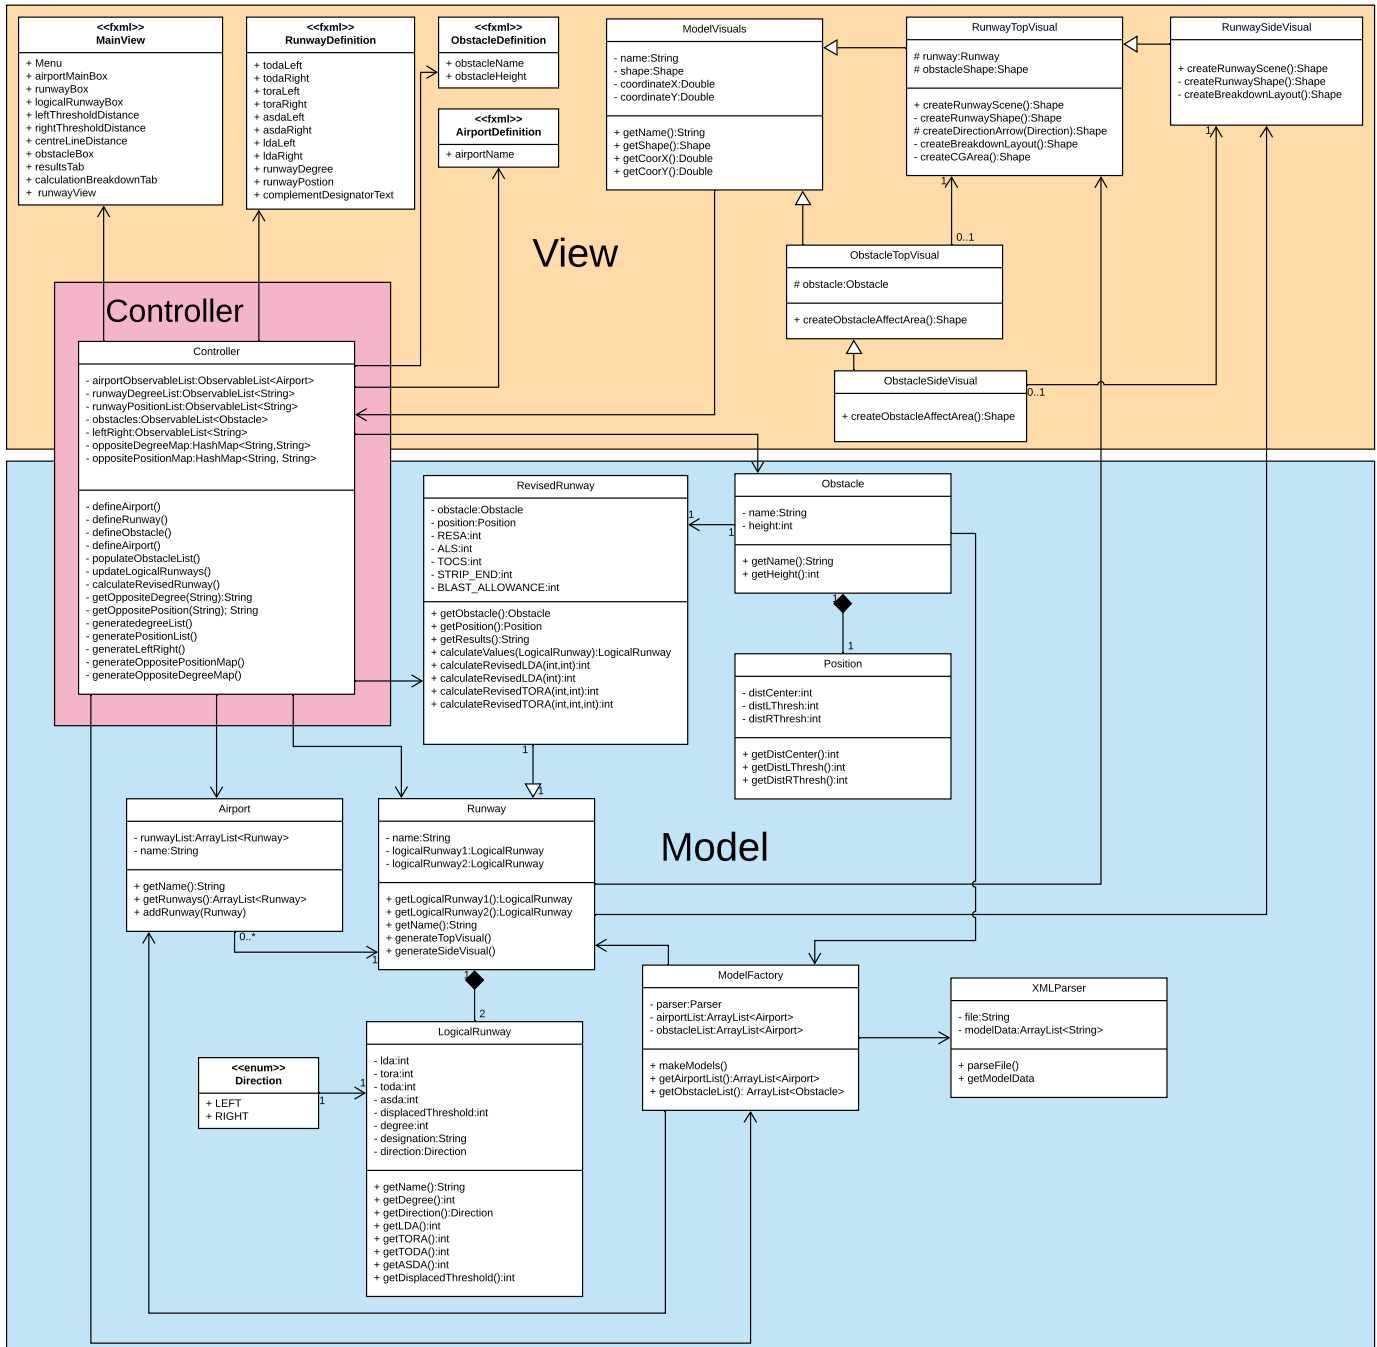 <<fxml>>
MainView
+ Menu
+ airportMainBox
+ runwayBox
+ logicalRunwayBox
+ leftThresholdDistance
+ rightThresholdDistance
+ centreLineDistance
+ obstacleBox
+ resultsTab
+ calculationBreakdownTab
+ runwayView
<<fxml>>
RunwayDefinition
+ todaLeft
+ todaRight
+ toraLeft
+ toraRight
+ asdaLeft
+ asdaRight
+ ldaLeft
+ ldaRight
+ runwayDegree
+ runwayPostion
+ complementDesignatorText
<<fxml>>
ObstacleDefinition
+ obstacleName
+ obstacleHeight
<<fxml>>
AirportDefinition
+ airportName
ModelVisuals
- name:String
- shape:Shape
- coordinateX:Double
- coordinateY:Double
+ getName():String
+ getShape():Shape
+ getCoorX():Double
+ getCoorY():Double
RunwayTopVisual
# runway:Runway
# obstacleShape:Shape
+ createRunwayScene():Shape
- createRunwayShape():Shape
# createDirectionArrow(Direction):Shape
- createBreakdownLayout():Shape
- createCGArea():Shape
RunwaySideVisual
+ createRunwayScene():Shape
- createRunwayShape():Shape
- createBreakdownLayout():Shape
1
1
0..1
View
ObstacleTopVisual
# obstacle:Obstacle
+ createObstacleAffectArea():Shape
ObstacleSideVisual
+ createObstacleAffectArea():Shape
0..1
Controller
Controller
- airportObservableList:ObservableList<Airport>
- runwayDegreeList:ObservableList<String>
- runwayPositionList:ObservableList<String>
- obstacles:ObservableList<Obstacle>
- leftRight:ObservableList<String>
- oppositeDegreeMap:HashMap<String,String>
- oppositePositionMap:HashMap<String, String>
- defineAirport()
- defineRunway()
- defineObstacle()
- defineAirport()
- populateObstacleList()
- updateLogicalRunways()
- calculateRevisedRunway()
- getOppositeDegree(String):String
- getOppositePosition(String); String
- generatedegreeList()
- generatePositionList()
- generateLeftRight()
- generateOppositePositionMap()
- generateOppositeDegreeMap()
RevisedRunway
- obstacle:Obstacle
- position:Position
- RESA:int
- ALS:int
- TOCS:int
- STRIP_END:int
- BLAST_ALLOWANCE:int
+ getObstacle():Obstacle
+ getPosition():Position
+ getResults():String
+ calculateValues(LogicalRunway):LogicalRunway
+ calculateRevisedLDA(int,int):int
+ calculateRevisedLDA(int):int
+ calculateRevisedTORA(int,int):int
+ calculateRevisedTORA(int,int,int):int
1
1
Obstacle
- name:String
- height:int
+ getName():String
+ getHeight():int
1
1
Position
- distCenter:int
- distLThresh:int
- distRThresh:int
+ getDistCenter():int
+ getDistLThresh():int
+ getDistRThresh():int
1
1
Airport
- runwayList:ArrayList<Runway>
- name:String
+ getName():String
+ getRunways():ArrayList<Runway>
+ addRunway(Runway)
0..*
1
Runway
- name:String
- logicalRunway1:LogicalRunway
- logicalRunway2:LogicalRunway
+ getLogicalRunway1():LogicalRunway
+ getLogicalRunway2():LogicalRunway
+ getName():String
+ generateTopVisual()
+ generateSideVisual()
Model
1
2
ModelFactory
- parser:Parser
- airportList:ArrayList<Airport>
- obstacleList:ArrayList<Airport>
+ makeModels()
+ getAirportList():ArrayList<Airport>
+ getObstacleList(): ArrayList<Obstacle>
XMLParser
- file:String
- modelData:ArrayList<String>
+ parseFile()
+ getModelData
<<enum>>
Direction
+ LEFT
+ RIGHT
1
1
LogicalRunway
- lda:int
- tora:int
- toda:int
- asda:int
- displacedThreshold:int
- degree:int
- designation:String
- direction:Direction
+ getName():String
+ getDegree():int
+ getDirection():Direction
+ getLDA():int
+ getTORA():int
+ getTODA():int
+ getASDA():int
+ getDisplacedThreshold():int